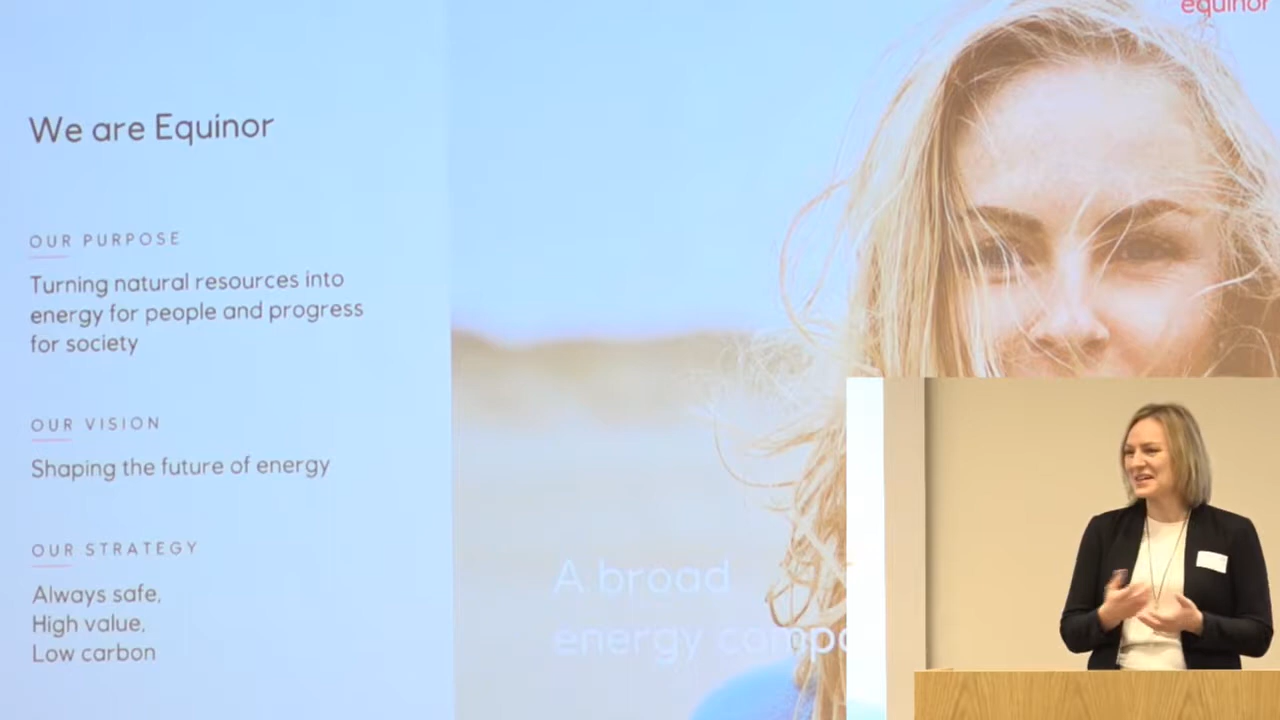 equinor
We are Equinor
OUR PURPOSE
Turning natural resources into
energy for people and progress
for society
OUR VISION
Shaping the future of energy
OUR STRATEGY
Always safe,
High value,
Low carbon
A broad
energy